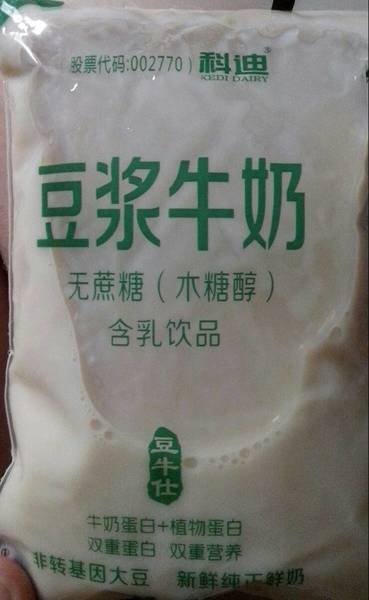 (股票代码:002770) 科迪®
KEDI DAIRY
豆浆牛奶
无蔗糖（木糖醇）
含乳饮品
豆牛仕
牛奶蛋白+植物蛋白
双重蛋白 双重营养
非转基因大豆 新鲜纯正鲜奶